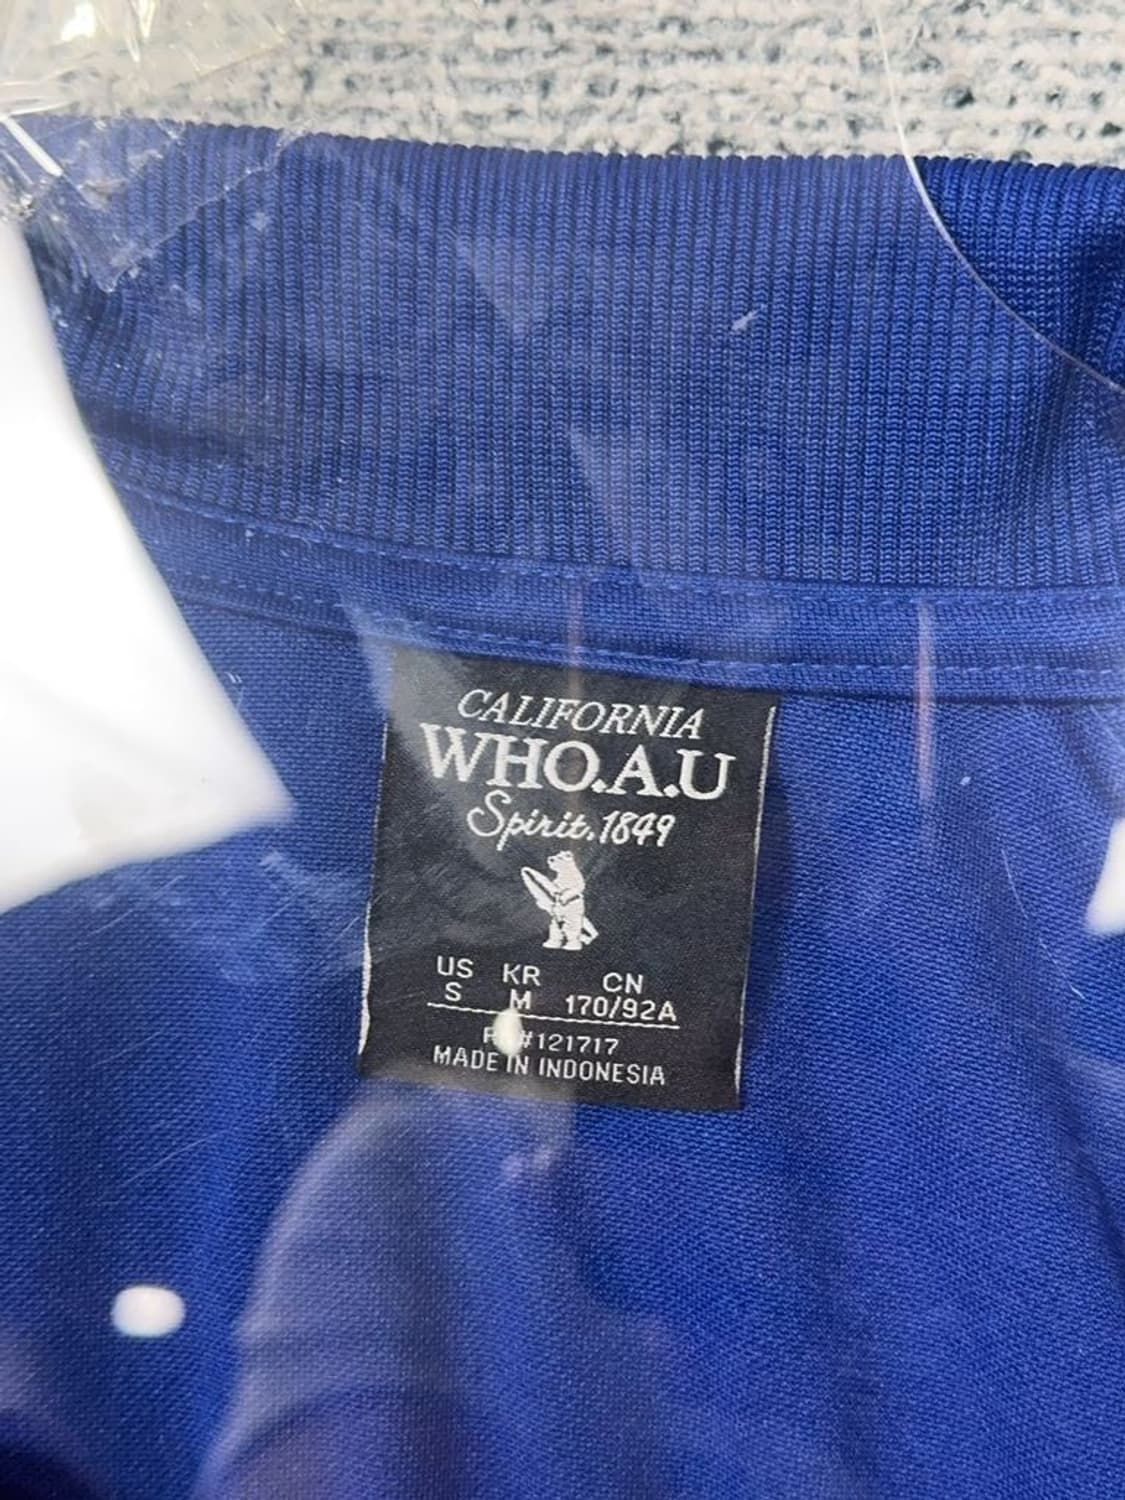 CALIFORNIA
WHO.A.U
Spirit.1849
US KR CN
S M 170/92A
#121717
MADE IN INDONESIA